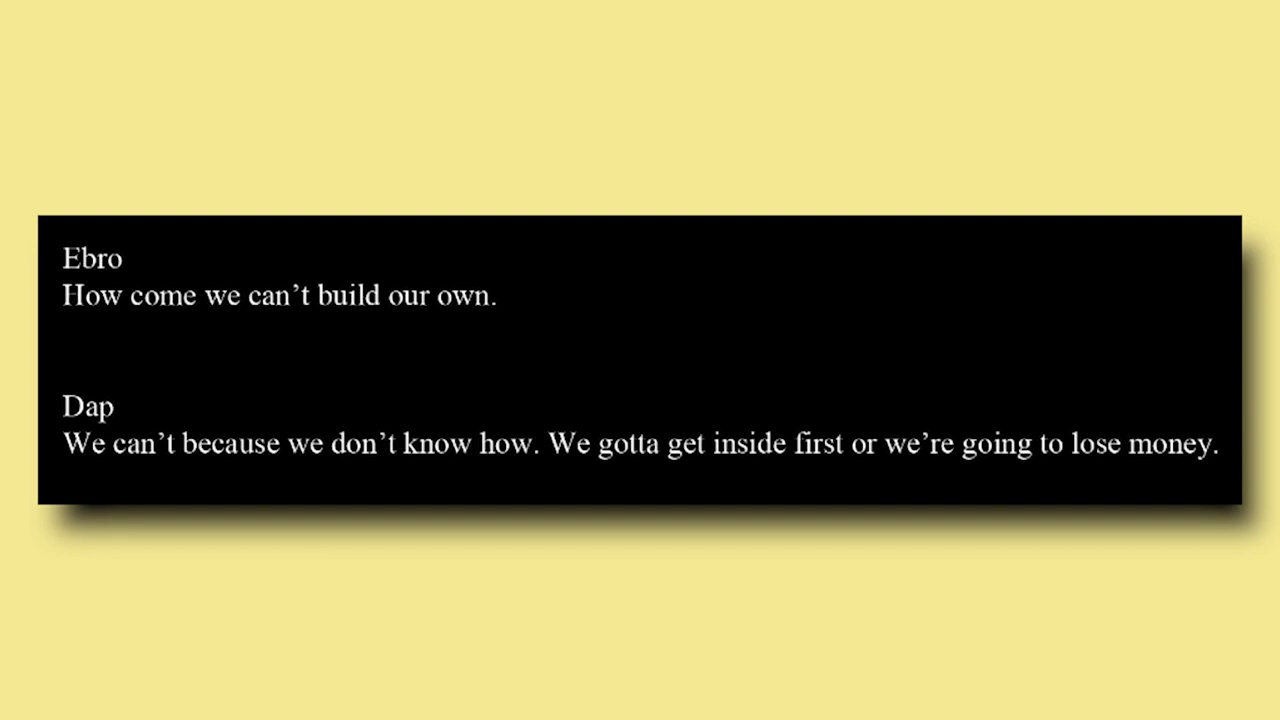 Ebro
How come we can’t build our own.
Dap
We can’t because we don’t know how. We gotta get inside first or we’re going to lose money.